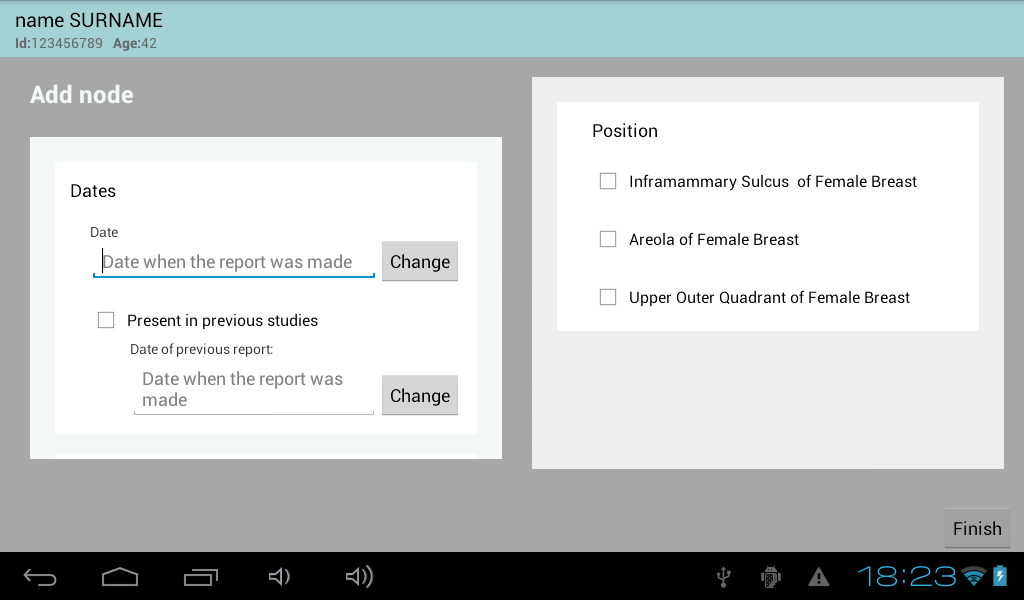 name SURNAME
Id:123456789 Age:42
Add node
Dates
Date
Date when the report was made
Change
Present in previous studies
Date of previous report:
Date when the report was
made
Change
Position
Inframammary Sulcus  of Female Breast
Areola of Female Breast
Upper Outer Quadrant of Female Breast
Finish
18:23